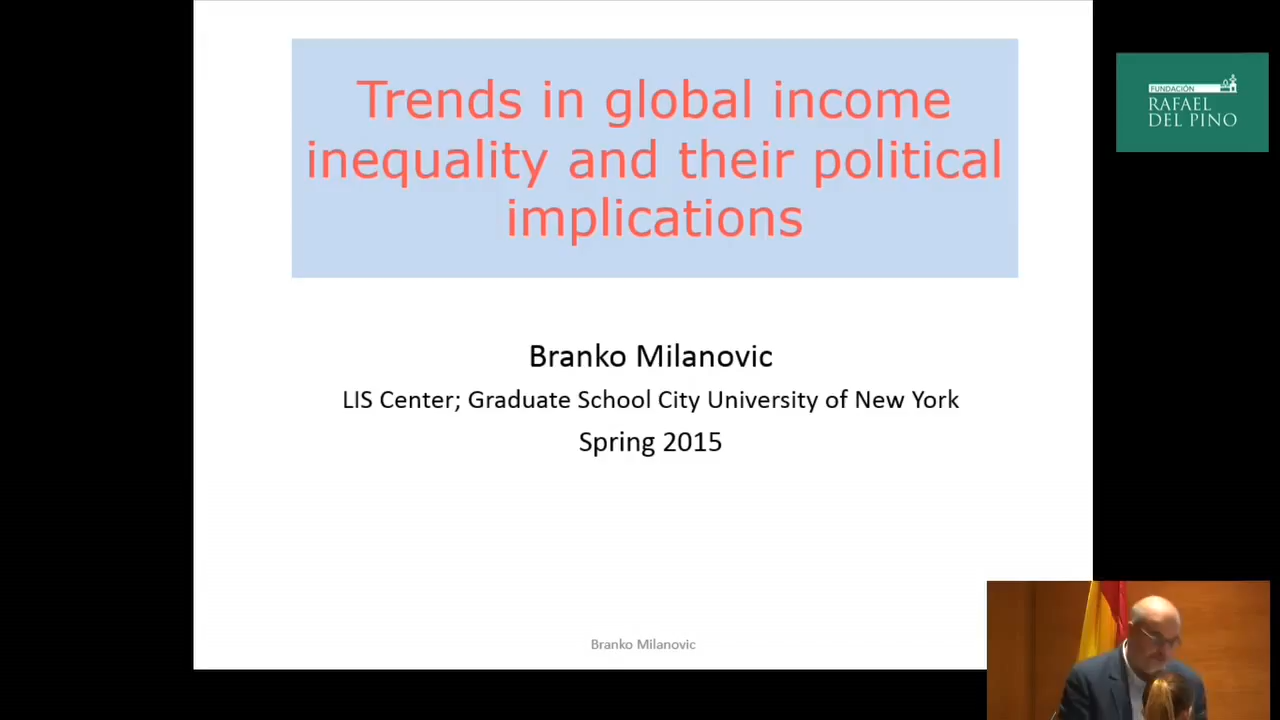 Trends in global income
inequality and their political
implications
FUNDACIÓN
RAFAEL
DEL PINO
Branko Milanovic
LIS Center; Graduate School City University of New York
Spring 2015
Branko Milanovic